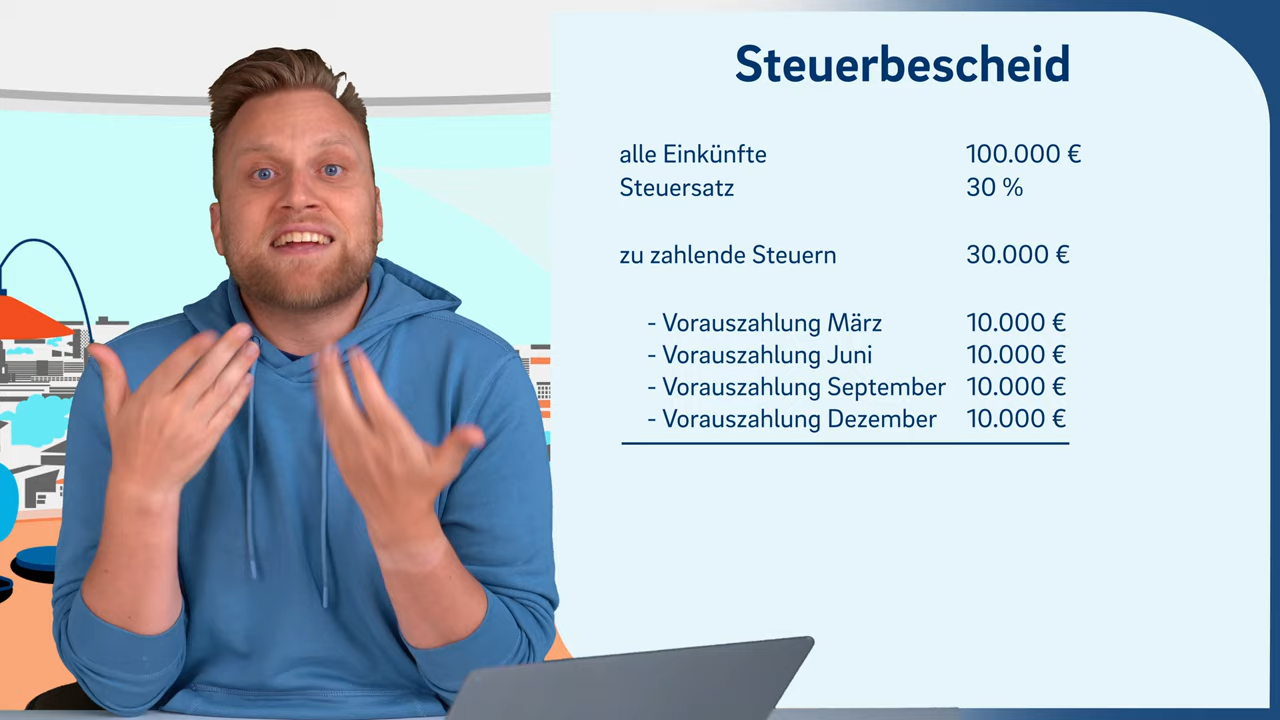 Steuerbescheid
alle Einkünfte 100.000 €
Steuersatz 30 %
zu zahlende Steuern 30.000 €
- Vorauszahlung März 10.000 €
- Vorauszahlung Juni 10.000 €
- Vorauszahlung September 10.000 €
- Vorauszahlung Dezember 10.000 €